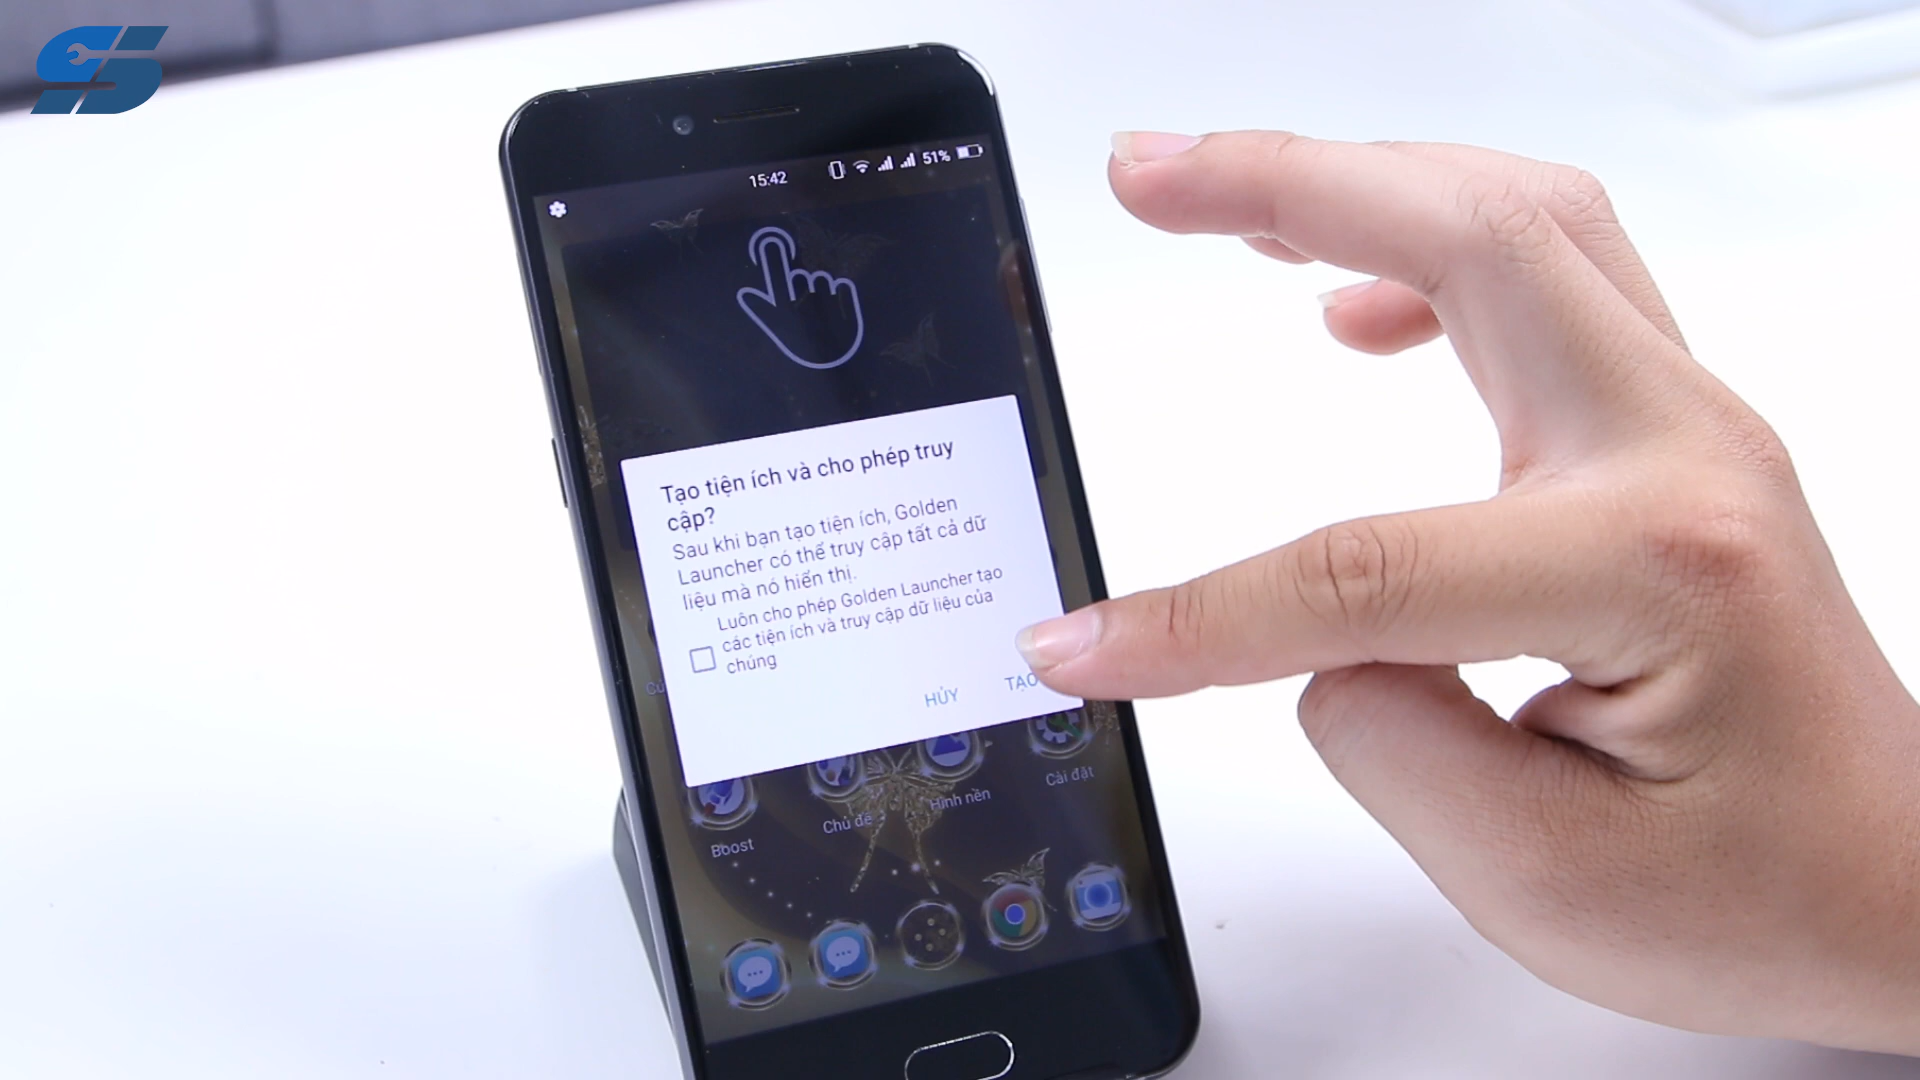 15:42
51%
Tạo tiện ích và cho phép truy
cập?
Sau khi bạn tạo tiện ích, Golden
Launcher có thể truy cập tất cả dữ
liệu mà nó hiển thị.
Luôn cho phép Golden Launcher tạo
các tiện ích và truy cập dữ liệu của
chúng
HỦY
TẠO
Boost
Chủ đề
Hình nền
Cài đặt